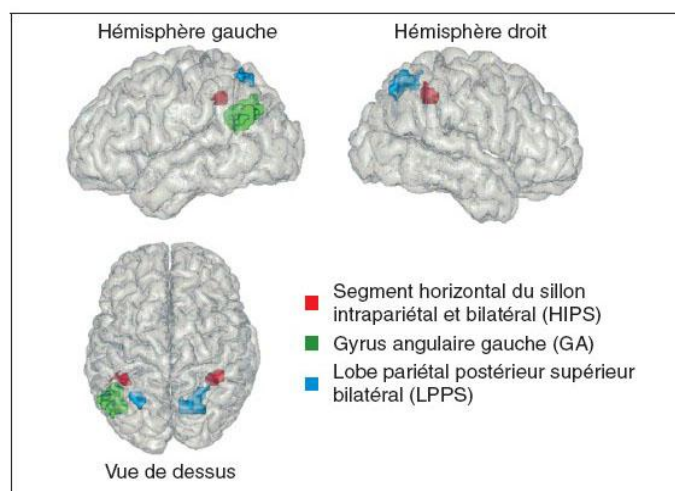 Hémisphère gauche
Hémisphère droit
Segment horizontal du sillon
intrapariétal et bilatéral (HIPS)
Gyrus angulaire gauche (GA)
Lobe pariétal postérieur supérieur
bilatéral (LPPS)
Vue de dessus